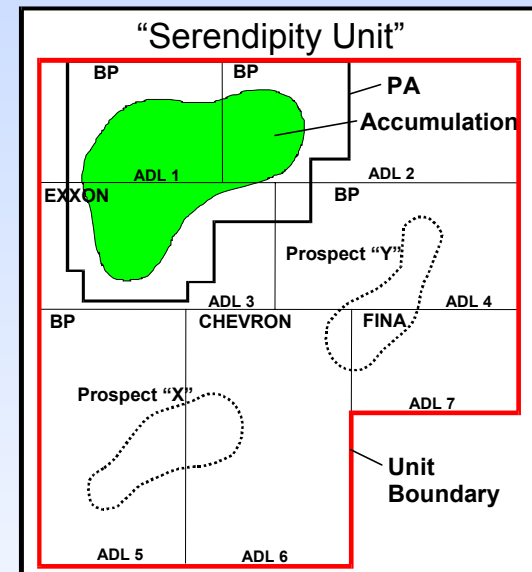 “Serendipity Unit”
BP BP
PA
Accumulation
ADL 1 ADL 2
EXXON BP
Prospect “Y”
ADL 3 ADL 4
BP CHEVRON FINA
Prospect “X”
ADL 7
Unit
Boundary
ADL 5 ADL 6